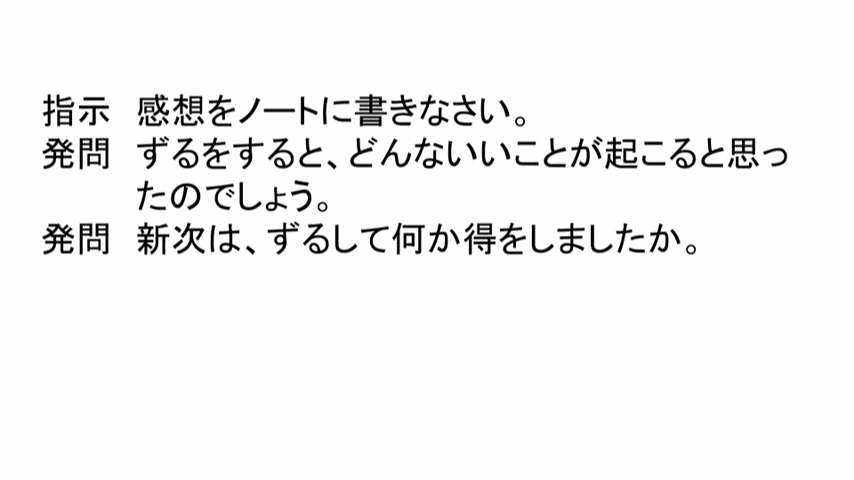 指示　感想をノートに書きなさい。
発問　ずるをすると、どんないいことが起こると思っ
たのでしょう。
発問　新次は、ずるして何か得をしましたか。